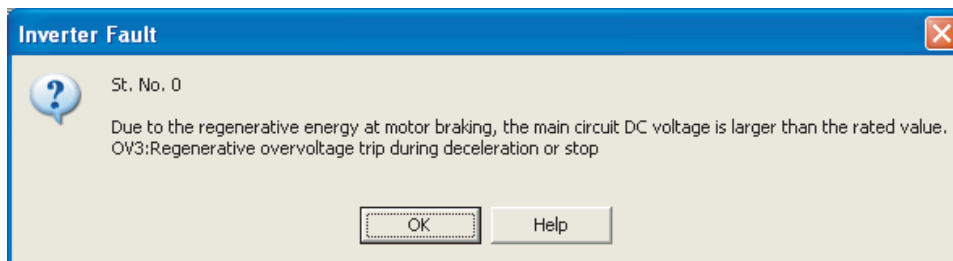 Inverter Fault
St. No. 0
Due to the regenerative energy at motor braking, the main circuit DC voltage is larger than the rated value.
OV3:Regenerative overvoltage trip during deceleration or stop
OK Help